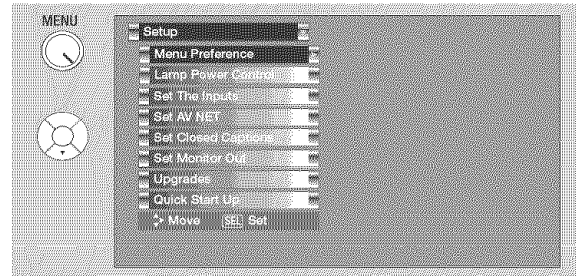 MENU
Setup
Menu Preference
Lamp Power Control
Set The Inputs
Set AV NET
Set Closed Captions
Set Monitor Out
Upgrades
Quick Start Up
Move SEL Set